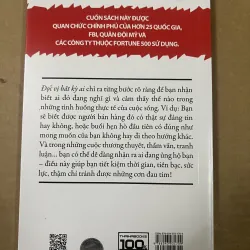 CUỐN SÁCH NÀY ĐƯỢC
QUAN CHỨC CHÍNH PHỦ CỦA HƠN 25 QUỐC GIA,
FBI, QUÂN ĐỘI MỸ VÀ
CÁC CÔNG TY THUỘC FORTUNE 500 SỬ DỤNG.
Đọi vị bất kỳ ai chỉ ra từng bước rõ ràng để bạn nhận
biết ai đó đang nghĩ gì và cảm thấy thế nào trong
những tình huống thực tế của cuộc sống. Ví dụ: Bạn
sẽ biết được người bán hàng đó có thật sự đáng tin
hay không, hoặc buổi hẹn hò đầu tiên có đúng như
mong muốn của bạn không hay đi theo hướng khác.
Và trong những cuộc thương thuyết, thẩm vấn, tranh
luận... bạn có thể dễ dàng nhận ra ai đang ủng hộ bạn
– điều này giúp bạn tiết kiệm thời gian, tiền bạc, sức
lực, thậm chí tránh được những cơn đau tim!
THAIHABOOKS
100